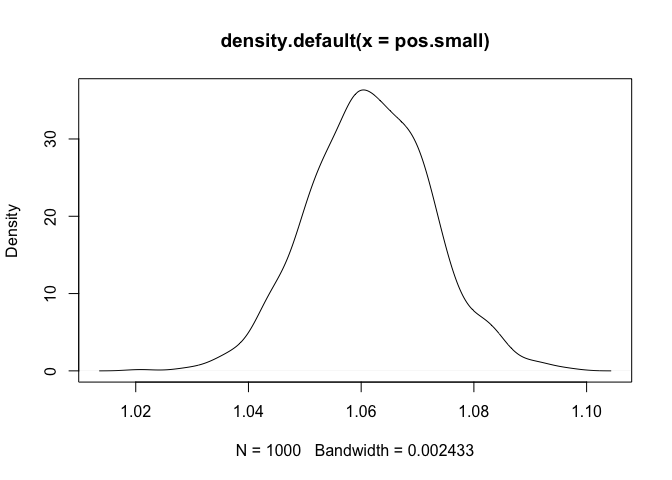 density.default(x = pos.small)
Density
0
10
20
30
1.02 1.04 1.06 1.08 1.10
N = 1000 Bandwidth = 0.002433